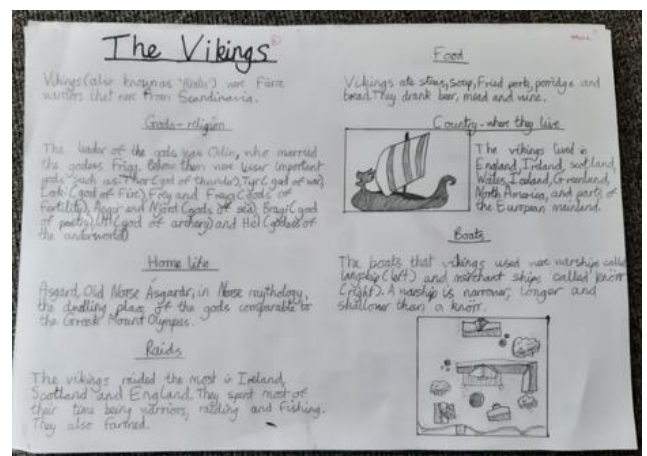 The Vikings
Vikings (also known as
were Fierce
warriors that were From Scandinavia.
Gods - religion
The leader of the gods was Odin, who married
the godess Frigg. Below them were lesser important
gods such as Thor (god of thunder), Tyr (god of war),
Loki (god of Fire), Frey and Freya (Gods of
Fertility), Aegir and Njord (Gods of sea), Bragi (god
of poetry), Ull (god of archery) and Hel (goddess of
the underworld)
Home life
Asgard, Old Norse Asgardr, in Norse mythology,
the dwelling place of the gods comparable to
the Greek Mount Olympus.
Raids
The vikings raided the most in Ireland,
Scotland and England. They spent most of
their time being warriors, raiding and Fishing.
They also farmed.
Food
Vikings ate stew, soup, Fried pork, porridge and
bread. They drank beer, mead and wine.
Country - where they live
The vikings lived in
England, Ireland, scotland,
Wales, Iceland, Greenland,
North America, and parts of
the European mainland.
Boats
The boats that vikings used were warships called
longship (left) and merchant ships called knörr
(right). A warship is narrower, longer and
shallower than a knörr.